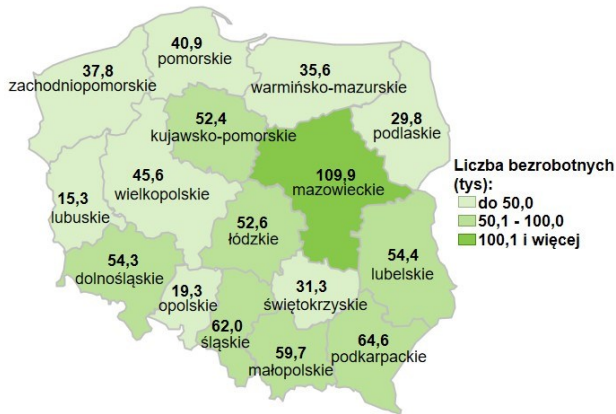 40,9
pomorskie
37,8
zachodniopomorskie
35,6
warmińsko-mazurskie
29,8
podlaskie
52,4
kujawsko-pomorskie
109,9
mazowieckie
45,6
wielkopolskie
15,3
lubuskie
52,6
łódzkie
54,4
lubelskie
54,3
dolnośląskie
19,3
opolskie
31,3
świętokrzyskie
62,0
śląskie
59,7
małopolskie
64,6
podkarpackie
Liczba bezrobotnych
(tys):
do 50,0
50,1 - 100,0
100,1 i więcej